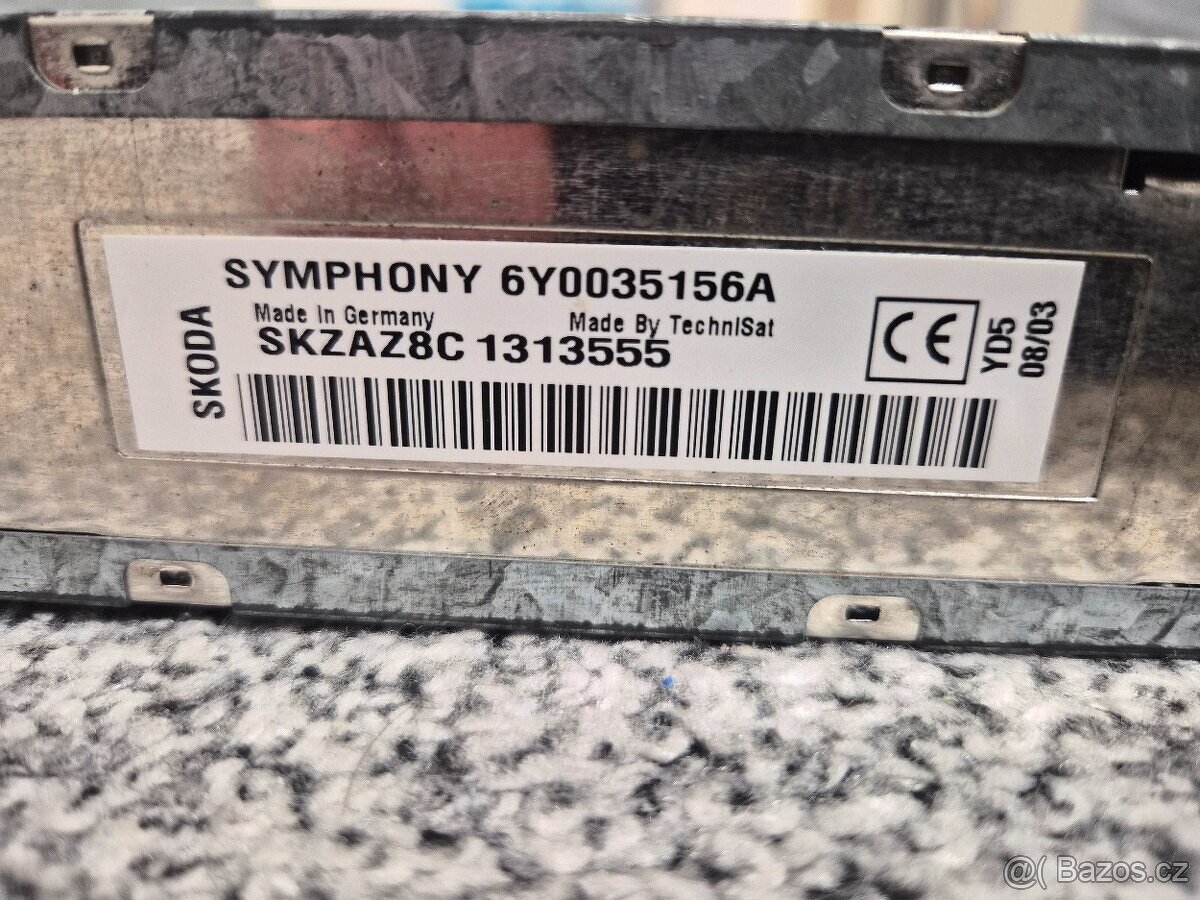 SKODA
SYMPHONY 6Y0035156A
Made In Germany
Made By TechniSat
SKZAZ8C 1313555
CE
YD5
08/03
@( Bazos.cz